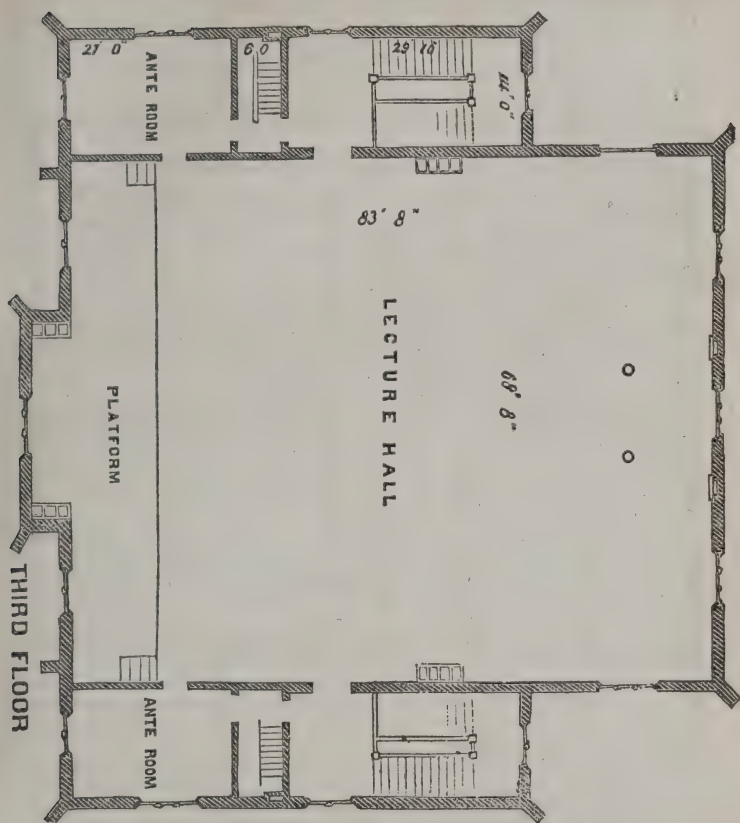 21' 0"
6 0
29
14' 0"
ANTE ROOM
83' 8"
LECTURE HALL
68' 8"
PLATFORM
ANTE ROOM
THIRD FLOOR